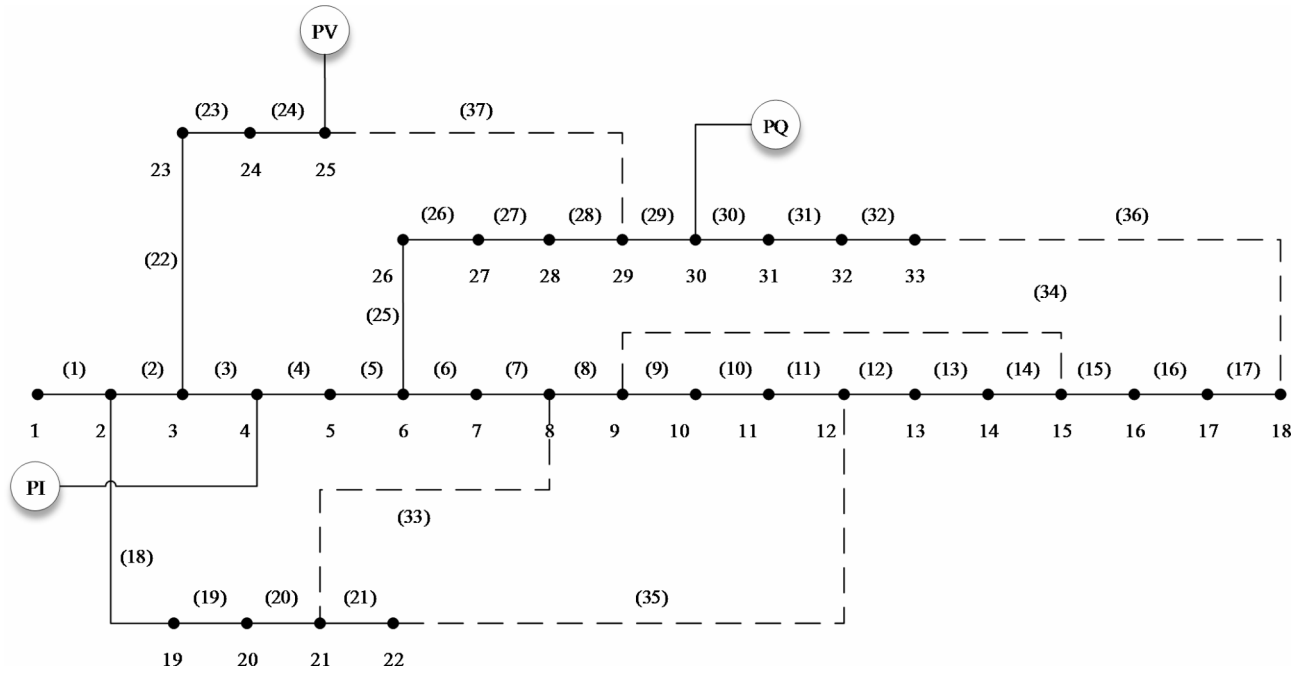 PV
(23) (24) (37)
PQ
23 24 25
(26) (27) (28) (29) (30) (31) (32) (36)
(22)
26 27 28 29 30 31 32 33
(34)
(25)
(1) (2) (3) (4) (5) (6) (7) (8) (9) (10) (11) (12) (13) (14) (15) (16) (17)
1 2 3 4 5 6 7 8 9 10 11 12 13 14 15 16 17 18
PI
(33)
(18)
(19) (20) (21) (35)
19 20 21 22